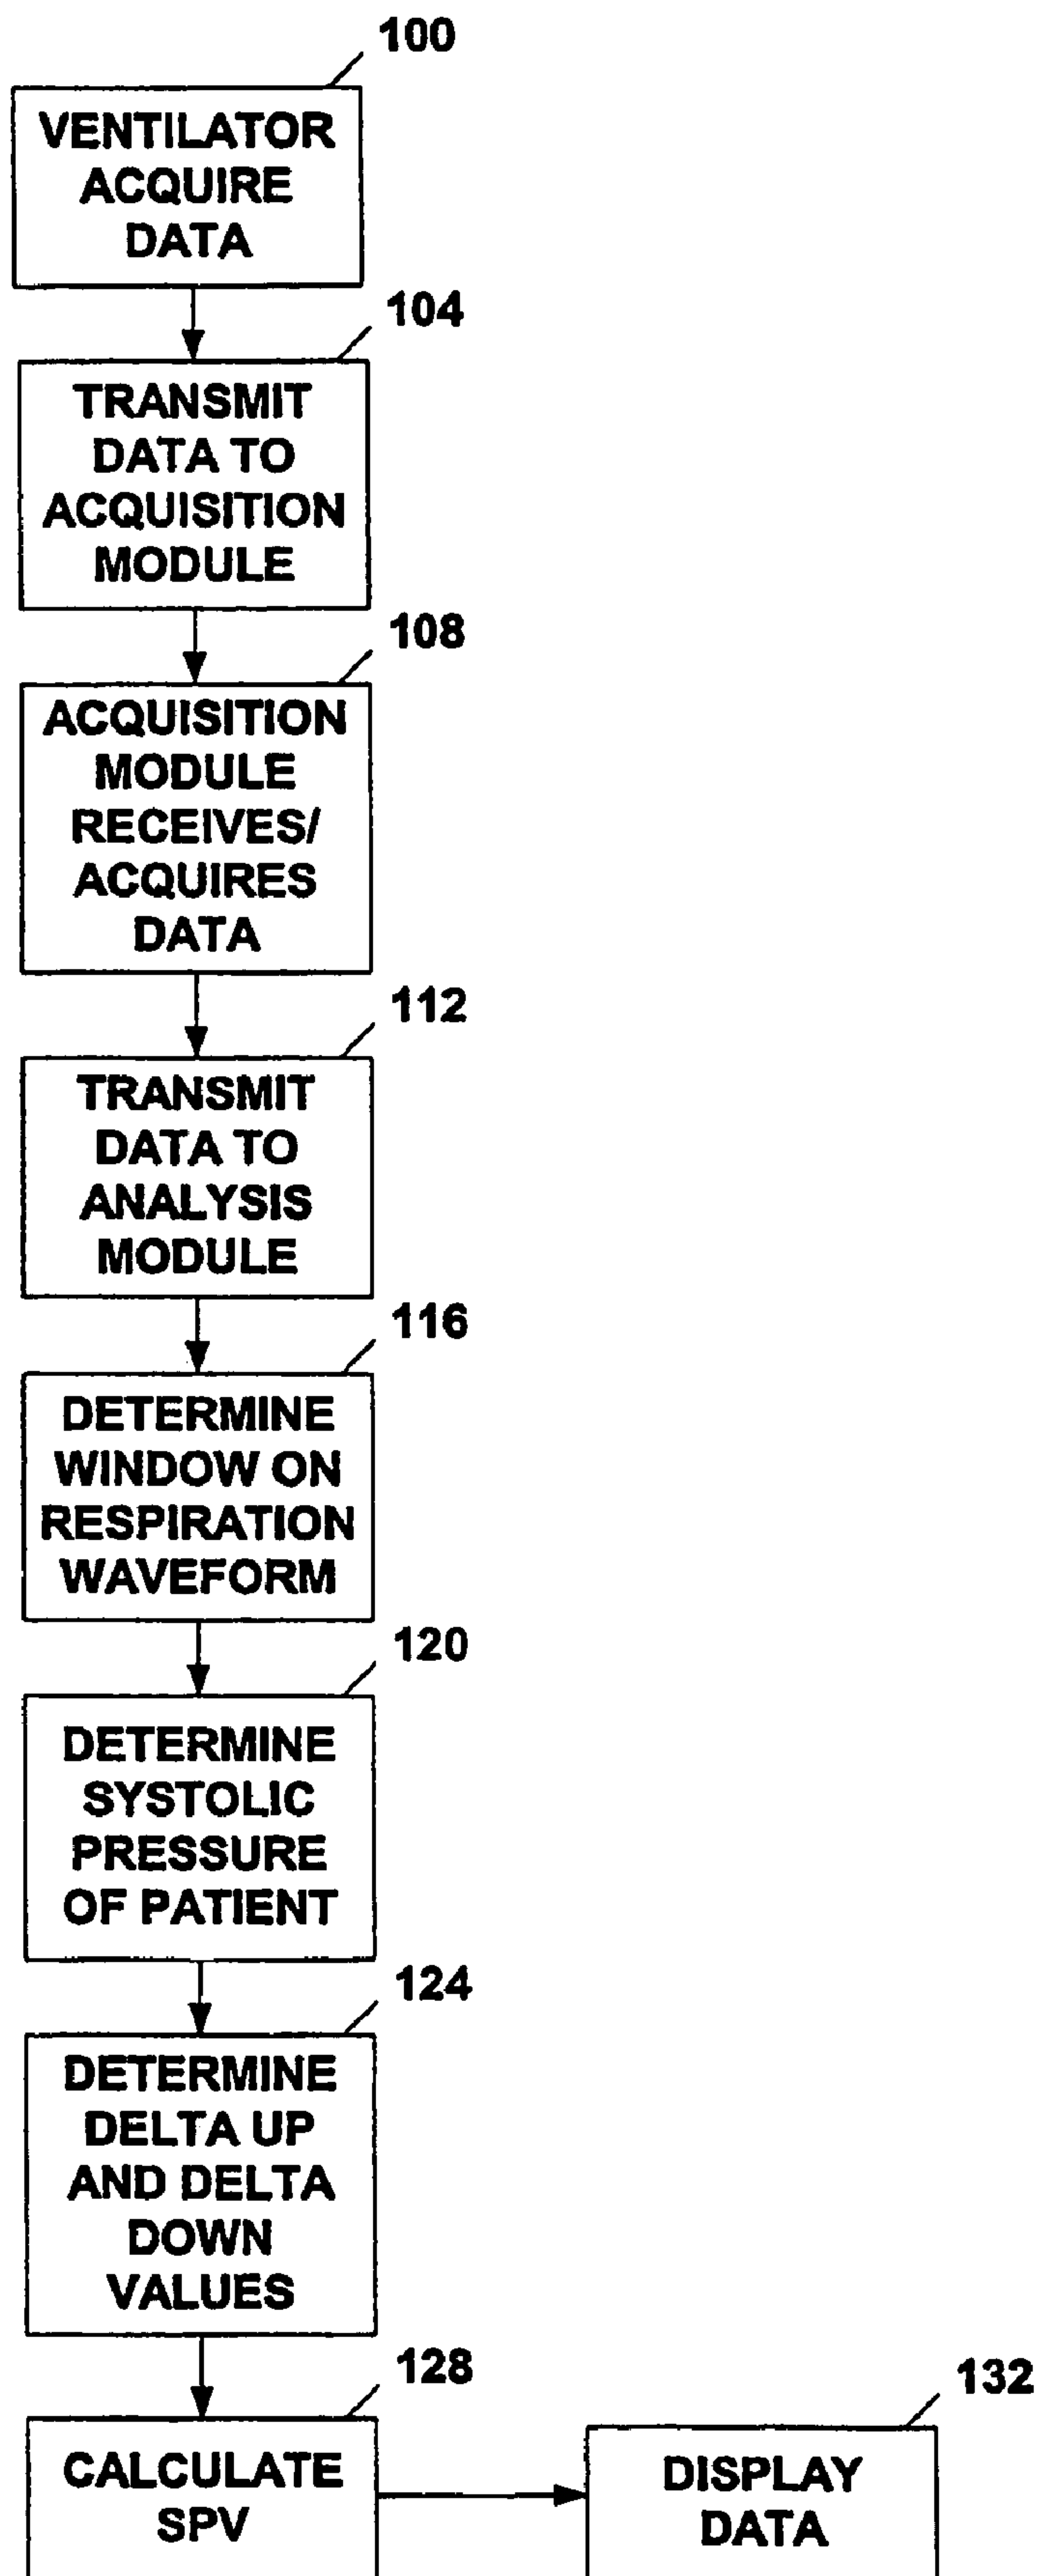 100
VENTILATOR
ACQUIRE
DATA
104
TRANSMIT
DATA TO
ACQUISITION
MODULE
108
ACQUISITION
MODULE
RECEIVES/
ACQUIRES
DATA
112
TRANSMIT
DATA TO
ANALYSIS
MODULE
116
DETERMINE
WINDOW ON
RESPIRATION
WAVEFORM
120
DETERMINE
SYSTOLIC
PRESSURE
OF PATIENT
124
DETERMINE
DELTA UP
AND DELTA
DOWN
VALUES
128
CALCULATE
SPV
132
DISPLAY
DATA